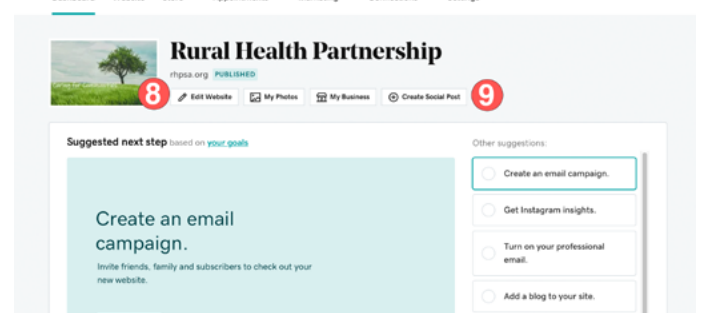 Rural Health Partnership
rhpsa.org PUBLISHED
8 Edit Website My Photos My Business Create Social Post 9
Suggested next step based on your goals
Other suggestions:
Create an email campaign.
Get Instagram insights.
Turn on your professional
email.
Add a blog to your site.
Create an email
campaign.
Invite friends, family and subscribers to check out your
new website.